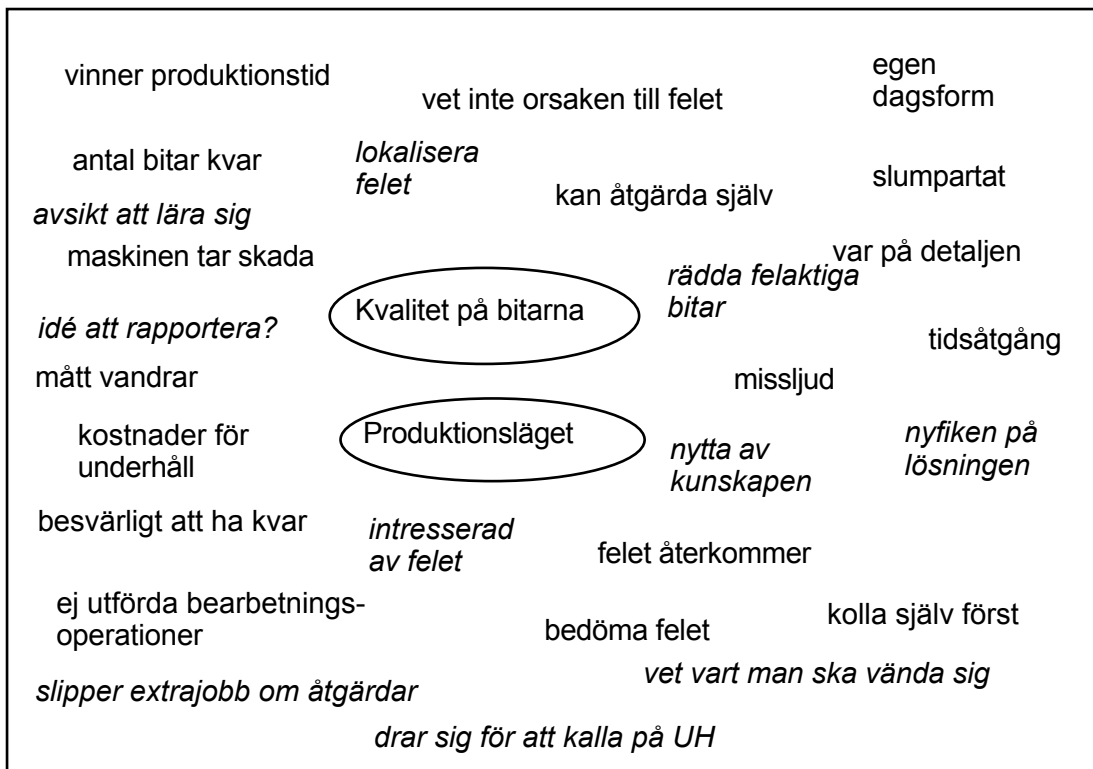 vinner produktionstid
vet inte orsaken till felet
egen
dagsform
antal bitar kvar
lokalisera
felet
kan åtgärda själv
slumpartat
avsikt att lära sig
maskinen tar skada
var på detaljen
rädda felaktiga
bitar
Kvalitet på bitarna
idé att rapportera?
tidsåtgång
mått vandrar
missljud
kostnader för
underhåll
Produktionsläget
nytta av
kunskapen
nyfiken på
lösningen
besvärligt att ha kvar
intresserad
av felet
felet återkommer
ej utförda bearbetnings-
operationer
bedöma felet
kolla själv först
slipper extrajobb om åtgärdar
vet vart man ska vända sig
drar sig för att kalla på UH